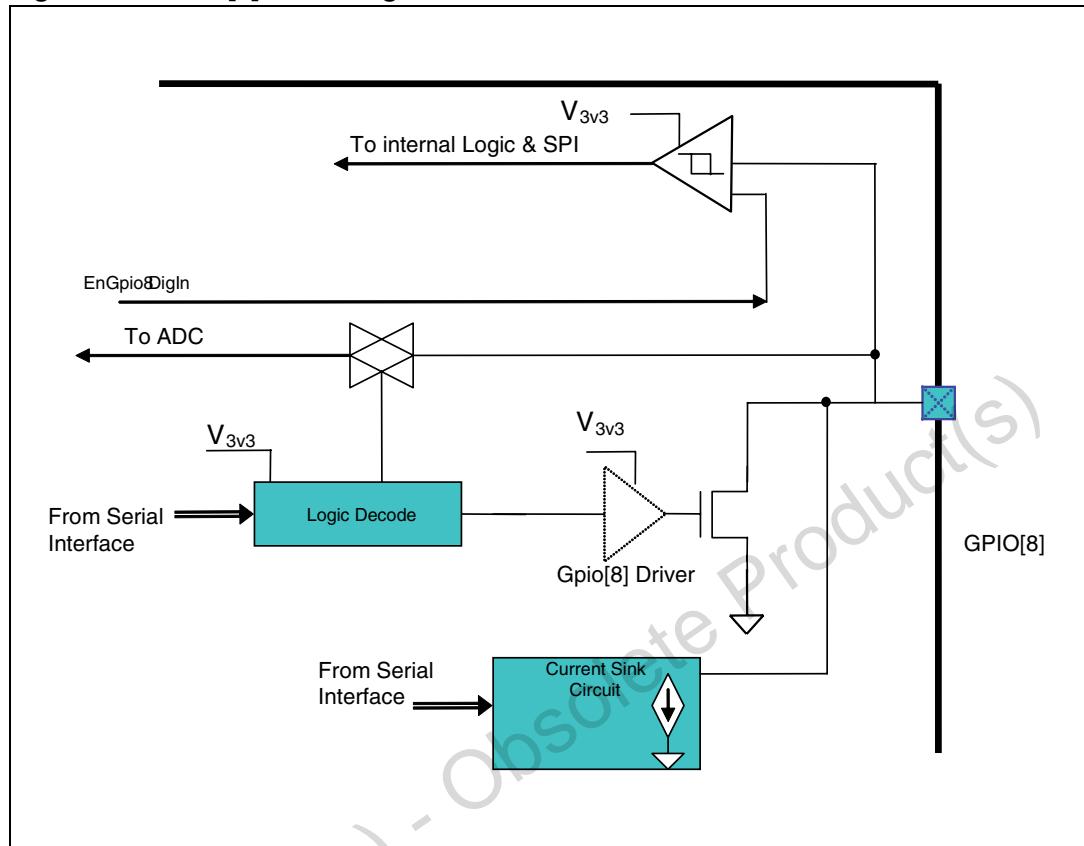 V3v3
To internal Logic & SPI
EnGpio8DigIn
To ADC
V3v3
V3v3
From Serial
Interface
Logic Decode
Gpio[8] Driver
GPIO[8]
From Serial
Interface
Current Sink
Circuit
) - Obsolete Product(s)